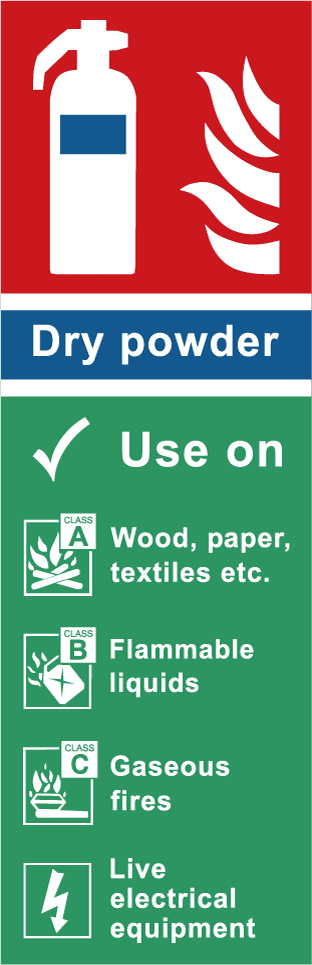 Dry powder
Use on
CLASS
A
Wood, paper,
textiles etc.
CLASS
B
Flammable
liquids
CLASS
C
Gaseous
fires
Live
electrical
equipment